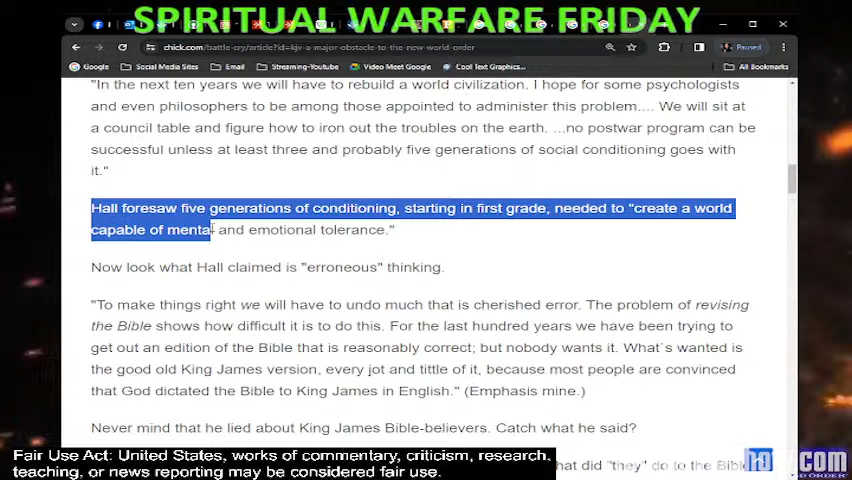 SPIRITUAL WARFARE FRIDAY
chick.com/battle-cry/article?id=kjv-a-major-obstacle-to-the-new-world-order
Paused
Google
Social Media Sites
Email
Streaming-Youtube
Video Meet Google
Cool Text Graphics...
All Bookmarks
"In the next ten years we will have to rebuild a world civilization. I hope for some psychologists
and even philosophers to be among those appointed to administer this problem.... We will sit at
a council table and figure how to iron out the troubles on the earth. ...no postwar program can be
successful unless at least three and probably five generations of social conditioning goes with
it."
Hall foresaw five generations of conditioning, starting in first grade, needed to "create a world
capable of mental and emotional tolerance."
Now look what Hall claimed is "erroneous" thinking.
"To make things right we will have to undo much that is cherished error. The problem of revising
the Bible shows how difficult it is to do this. For the last hundred years we have been trying to
get out an edition of the Bible that is reasonably correct; but nobody wants it. What´s wanted is
the good old King James version, every jot and tittle of it, because most people are convinced
that God dictated the Bible to King James in English." (Emphasis mine.)
Never mind that he lied about King James Bible-believers. Catch what he said?
hat did "they" do to the Bible
Fair Use Act: United States, works of commentary, criticism, research,
teaching, or news reporting may be considered fair use.
.com